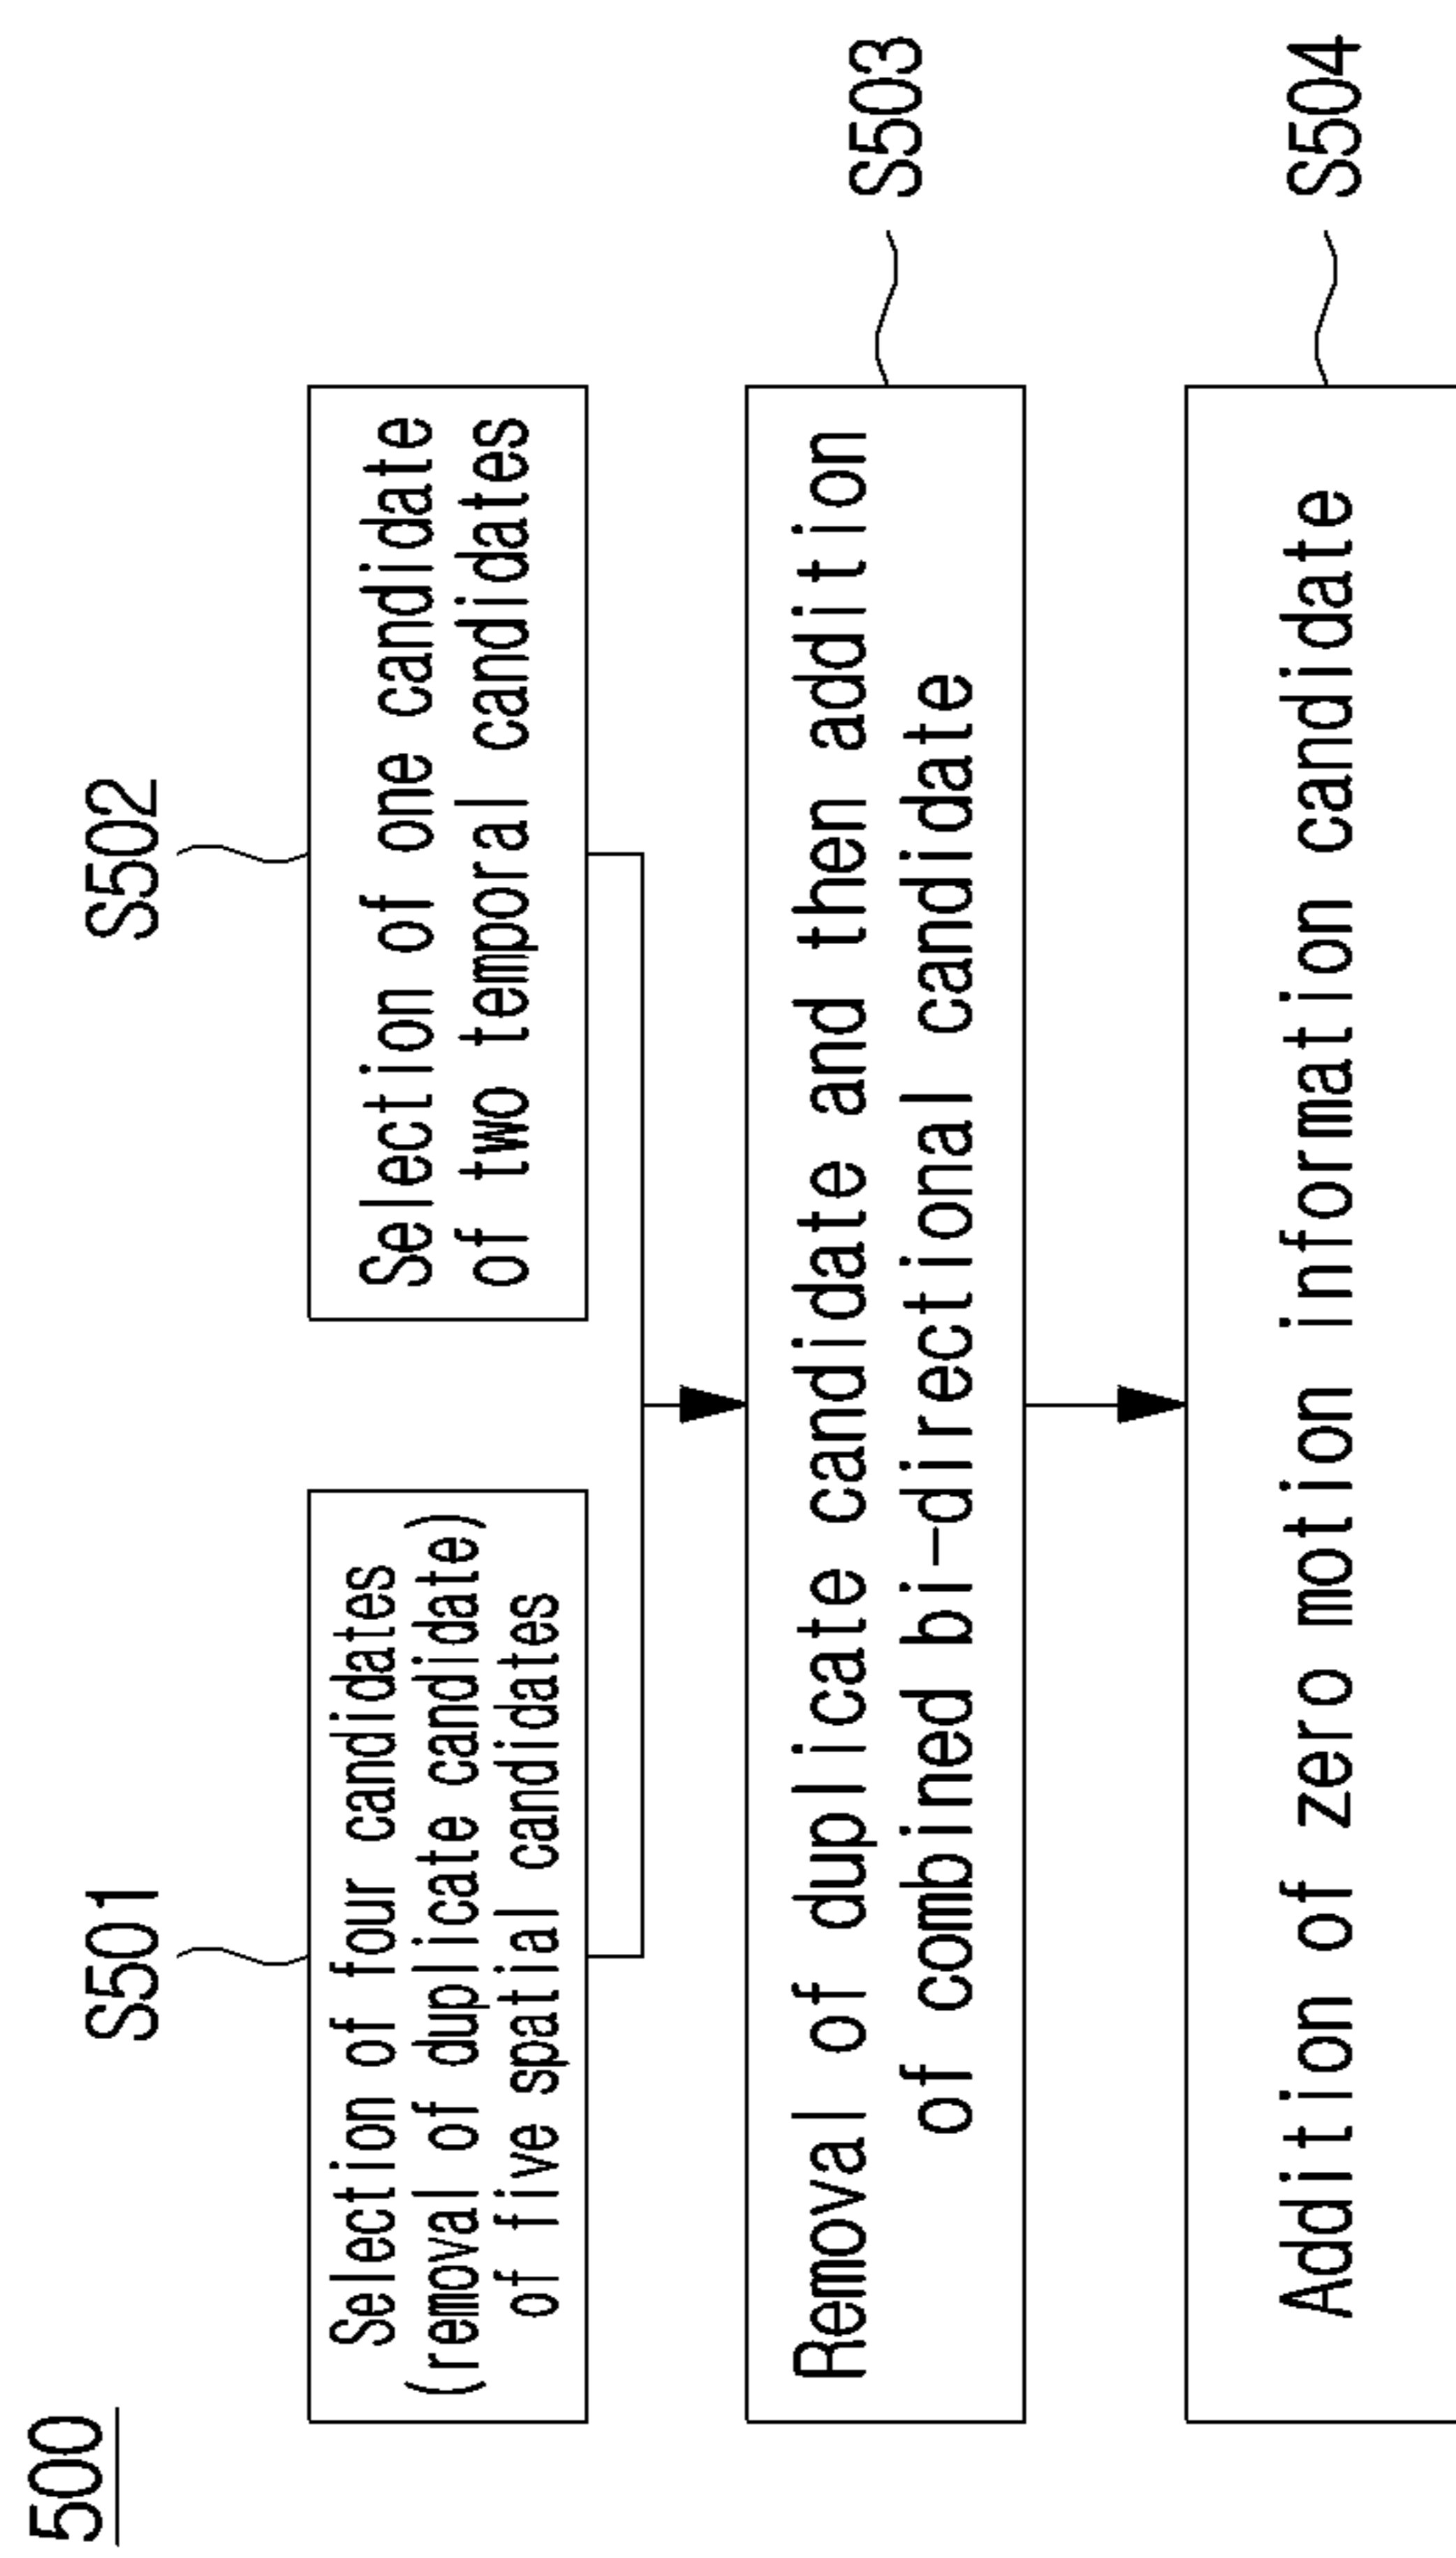 500
S501
S502
Selection of four candidates
(removal of duplicate candidate)
of five spatial candidates
Selection of one candidate
of two temporal candidates
Removal of duplicate candidate and then addition
of combined bi-directional candidate
S503
Addition of zero motion information candidate
S504